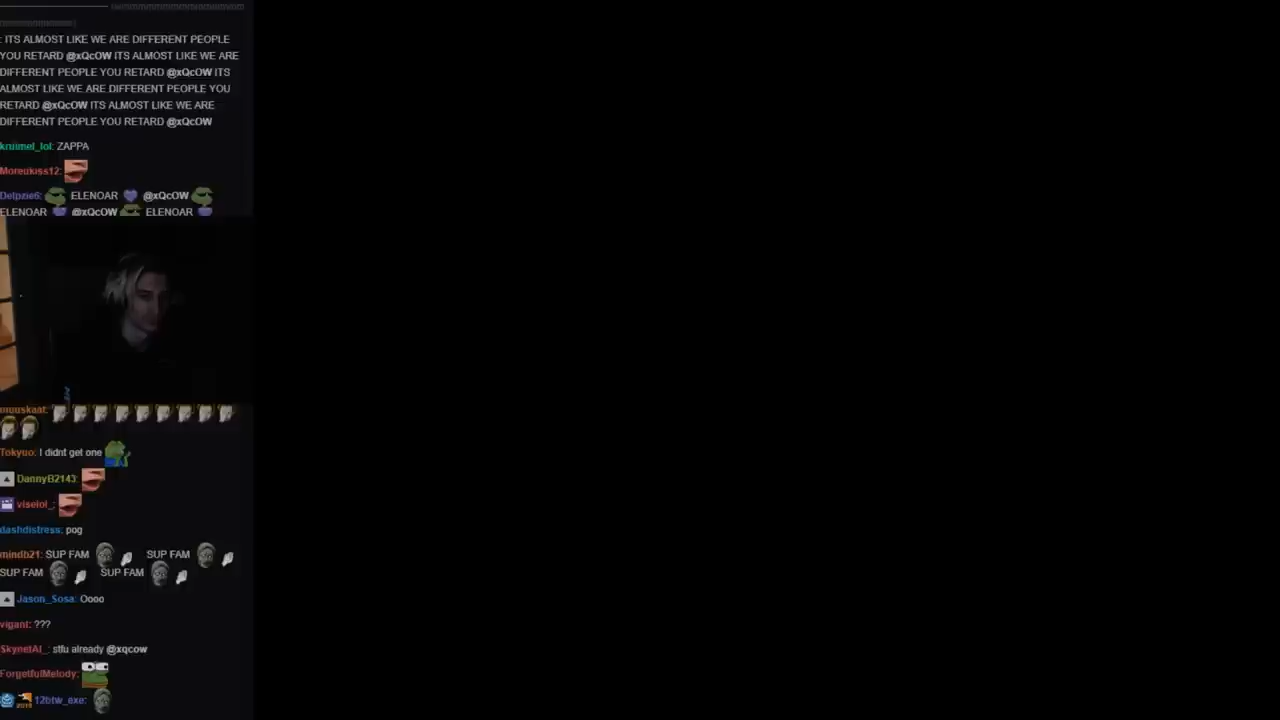 : ITS ALMOST LIKE WE ARE DIFFERENT PEOPLE
YOU RETARD @xQcOW ITS ALMOST LIKE WE ARE
DIFFERENT PEOPLE YOU RETARD @xQcOW ITS
ALMOST LIKE WE ARE DIFFERENT PEOPLE YOU
RETARD @xQcOW ITS ALMOST LIKE WE ARE
DIFFERENT PEOPLE YOU RETARD @xQcOW
kruimel_lol: ZAPPA
Moreukiss12:
Delpzie6: ELENOAR @xQcOW
ELENOAR @xQcOW ELENOAR
muuskaat:
Tokyuo: I didnt get one
DannyB2143:
viselol_:
dashdistress: pog
mindb21: SUP FAM SUP FAM
SUP FAM SUP FAM
Jason_Sosa: Oooo
vigant: ???
SkynetAI_: stfu already @xqcow
ForgetfulMelody:
12btw_exe: